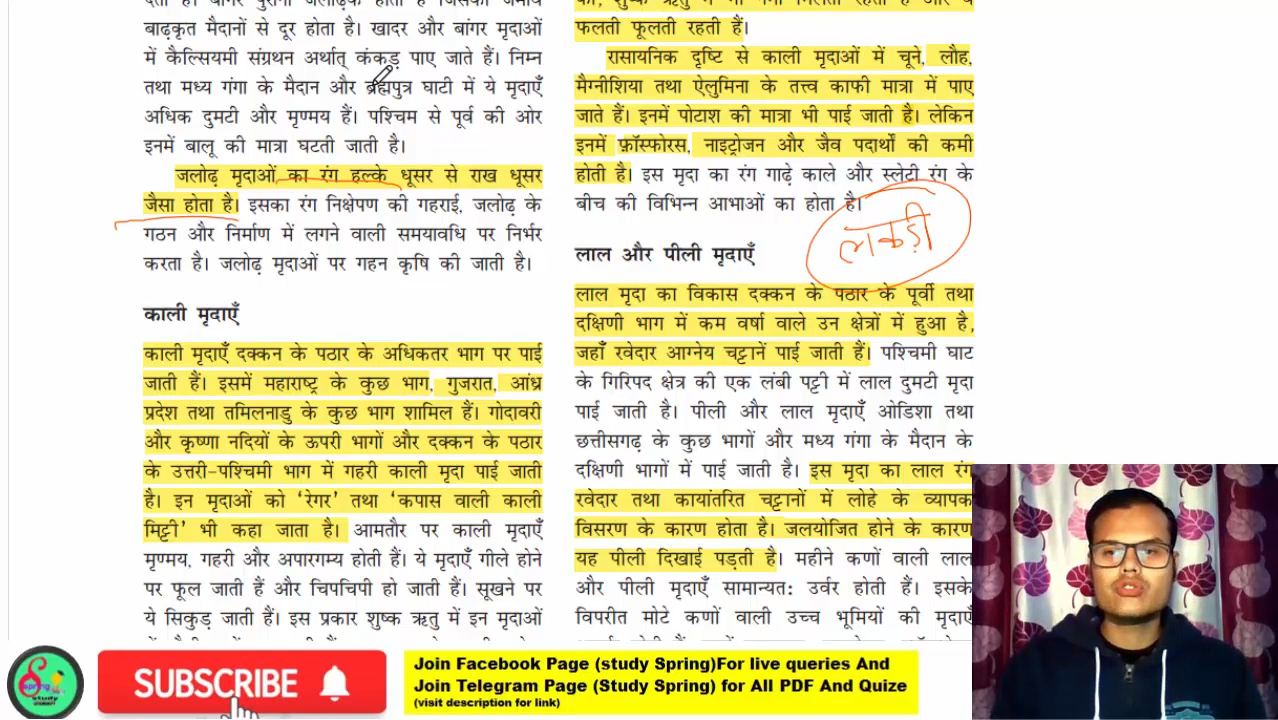 बाढ़कृत मैदानों से दूर होता है। खादर और बांगर मृदाओं
में कैल्सियमी संग्रथन अर्थात् कंकड़ पाए जाते हैं। निम्न
तथा मध्य गंगा के मैदान और ब्रह्मपुत्र घाटी में ये मृदाएँ
अधिक दुमटी और मृण्मय हैं। पश्चिम से पूर्व की ओर
इनमें बालू की मात्रा घटती जाती है।
जलोढ़ मृदाओं का रंग हल्के धूसर से राख धूसर
जैसा होता है। इसका रंग निक्षेपण की गहराई, जलोढ़ के
गठन और निर्माण में लगने वाली समयावधि पर निर्भर
करता है। जलोढ़ मृदाओं पर गहन कृषि की जाती है।
काली मृदाएँ
काली मृदाएँ दक्कन के पठार के अधिकतर भाग पर पाई
जाती हैं। इसमें महाराष्ट्र के कुछ भाग, गुजरात, आंध्र
प्रदेश तथा तमिलनाडु के कुछ भाग शामिल हैं। गोदावरी
और कृष्णा नदियों के ऊपरी भागों और दक्कन के पठार
के उत्तरी-पश्चिमी भाग में गहरी काली मृदा पाई जाती
है। इन मृदाओं को 'रेगर' तथा 'कपास वाली काली
मिट्टी' भी कहा जाता है। आमतौर पर काली मृदाएँ
मृण्मय, गहरी और अपारगम्य होती हैं। ये मृदाएँ गीले होने
पर फूल जाती हैं और चिपचिपी हो जाती हैं। सूखने पर
ये सिकुड़ जाती हैं। इस प्रकार शुष्क ऋतु में इन मृदाओं
फलती फूलती रहती हैं।
रासायनिक दृष्टि से काली मृदाओं में चूने, लौह,
मैग्नीशिया तथा ऐलुमिना के तत्त्व काफी मात्रा में पाए
जाते हैं। इनमें पोटाश की मात्रा भी पाई जाती है। लेकिन
इनमें फ़ॉस्फोरस, नाइट्रोजन और जैव पदार्थों की कमी
होती है। इस मृदा का रंग गाढ़े काले और स्लेटी रंग के
बीच की विभिन्न आभाओं का होता है।
लाकड़ी
लाल और पीली मृदाएँ
लाल मृदा का विकास दक्कन के पठार के पूर्वी तथा
दक्षिणी भाग में कम वर्षा वाले उन क्षेत्रों में हुआ है,
जहाँ रवेदार आग्नेय चट्टानें पाई जाती हैं। पश्चिमी घाट
के गिरिपद क्षेत्र की एक लंबी पट्टी में लाल दुमटी मृदा
पाई जाती है। पीली और लाल मृदाएँ ओडिशा तथा
छत्तीसगढ़ के कुछ भागों और मध्य गंगा के मैदान के
दक्षिणी भागों में पाई जाती है। इस मृदा का लाल रंग
रवेदार तथा कायांतरित चट्टानों में लोहे के व्यापक
विसरण के कारण होता है। जलयोजित होने के कारण
यह पीली दिखाई पड़ती है। महीने कणों वाली लाल
और पीली मृदाएँ सामान्यत: उर्वर होती हैं। इसके
विपरीत मोटे कणों वाली उच्च भूमियों की मृदाएँ
SUBSCRIBE
Join Facebook Page (study Spring)For live queries And
Join Telegram Page (Study Spring) for All PDF And Quize
(visit description for link)